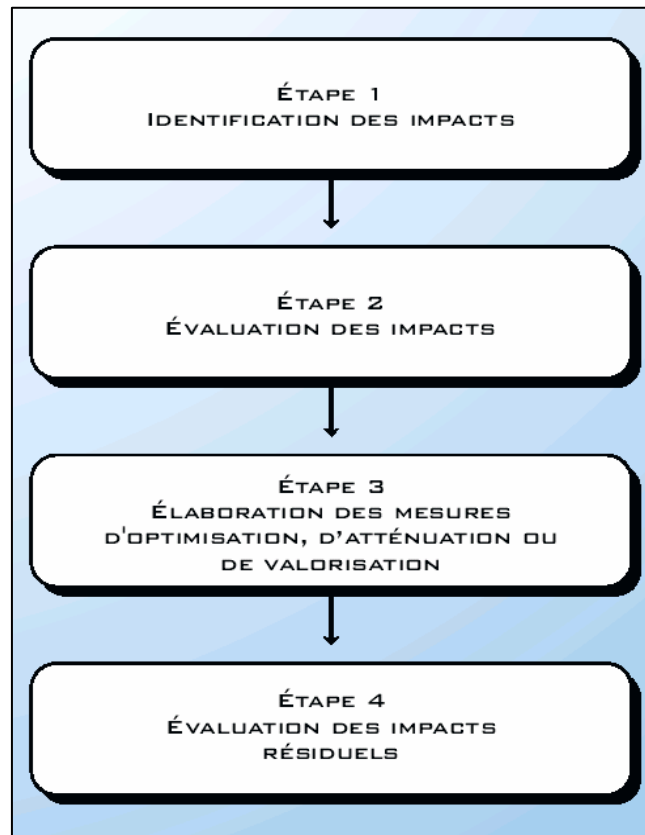 ÉTAPE 1
IDENTIFICATION DES IMPACTS
ÉTAPE 2
ÉVALUATION DES IMPACTS
ÉTAPE 3
ÉLABORATION DES MESURES
D'OPTIMISATION, D’ATTÉNUATION OU
DE VALORISATION
ÉTAPE 4
ÉVALUATION DES IMPACTS
RÉSIDUELS